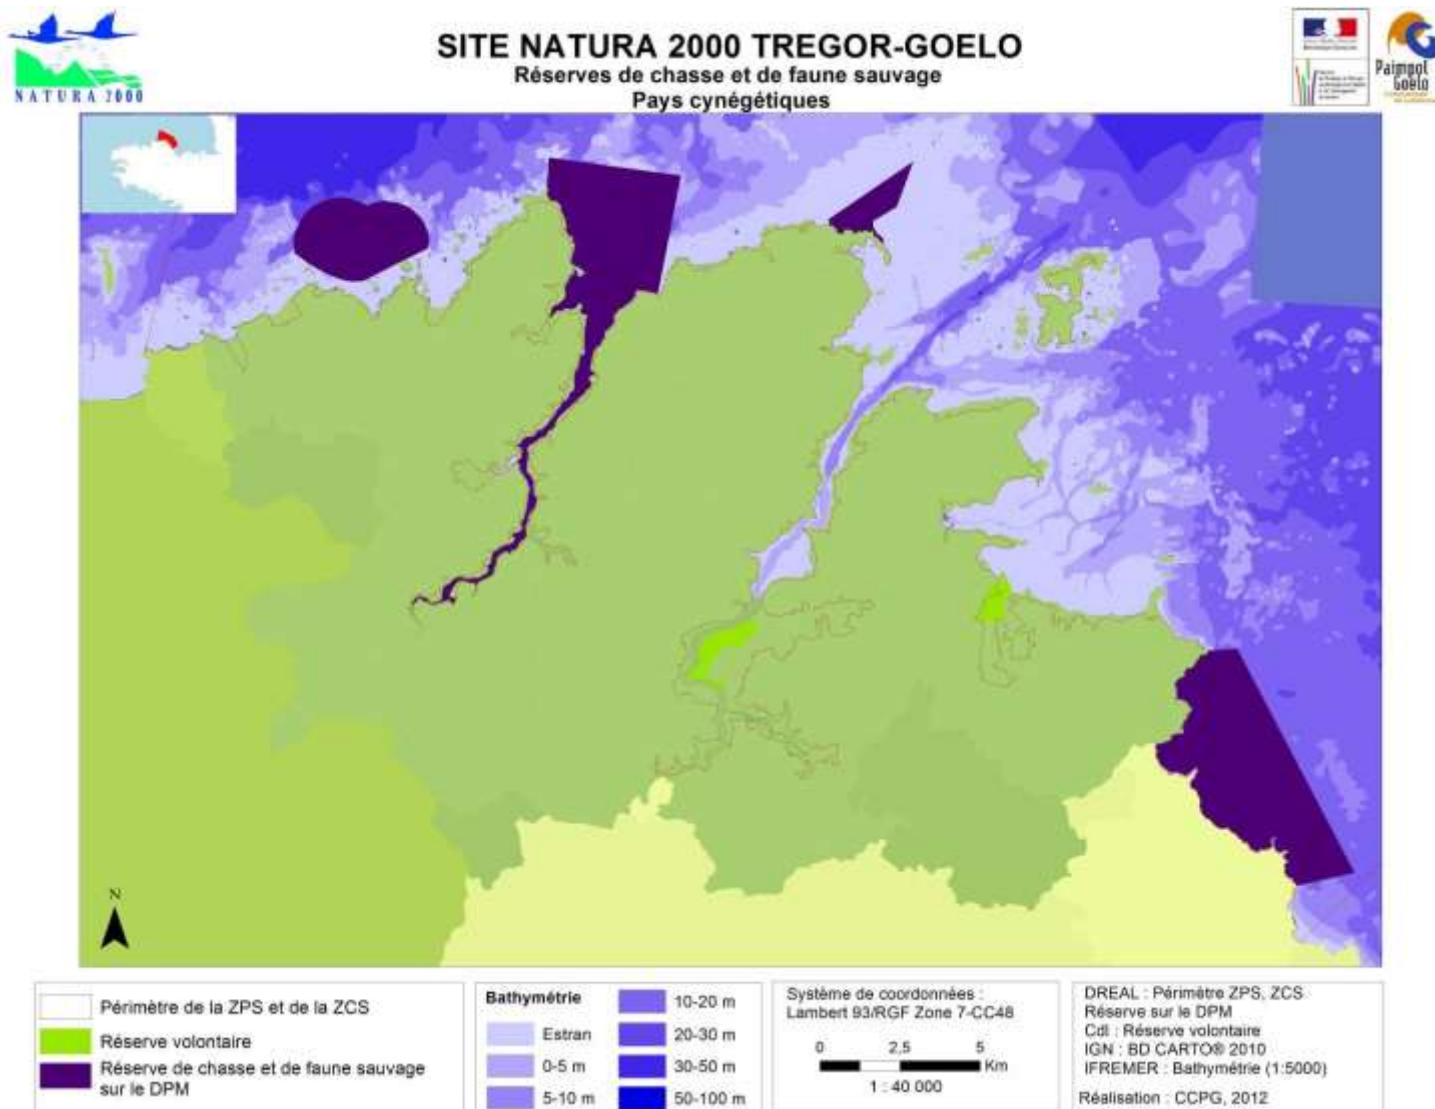 SITE NATURA 2000 TREGOR-GOELO
Réserves de chasse et de faune sauvage
Pays cynégétiques
NATURA 2000
Paimpol
Goëlo
N
Périmètre de la ZPS et de la ZCS
Réserve volontaire
Réserve de chasse et de faune sauvage
sur le DPM
Bathymétrie
Estran
0-5 m
5-10 m
10-20 m
20-30 m
30-50 m
50-100 m
Système de coordonnées :
Lambert 93/RGF Zone 7-CC48
0 2,5 5
Km
1 : 40 000
DREAL : Périmètre ZPS, ZCS
Réserve sur le DPM
Cdl : Réserve volontaire
IGN : BD CARTO® 2010
IFREMER : Bathymétrie (1:5000)
Réalisation : CCPG, 2012